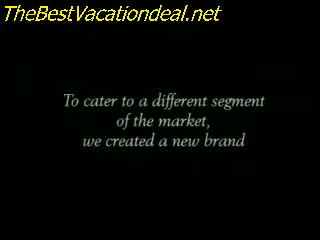 TheBestVacationdeal.net
To cater to a different segment
of the market,
we created a new brand